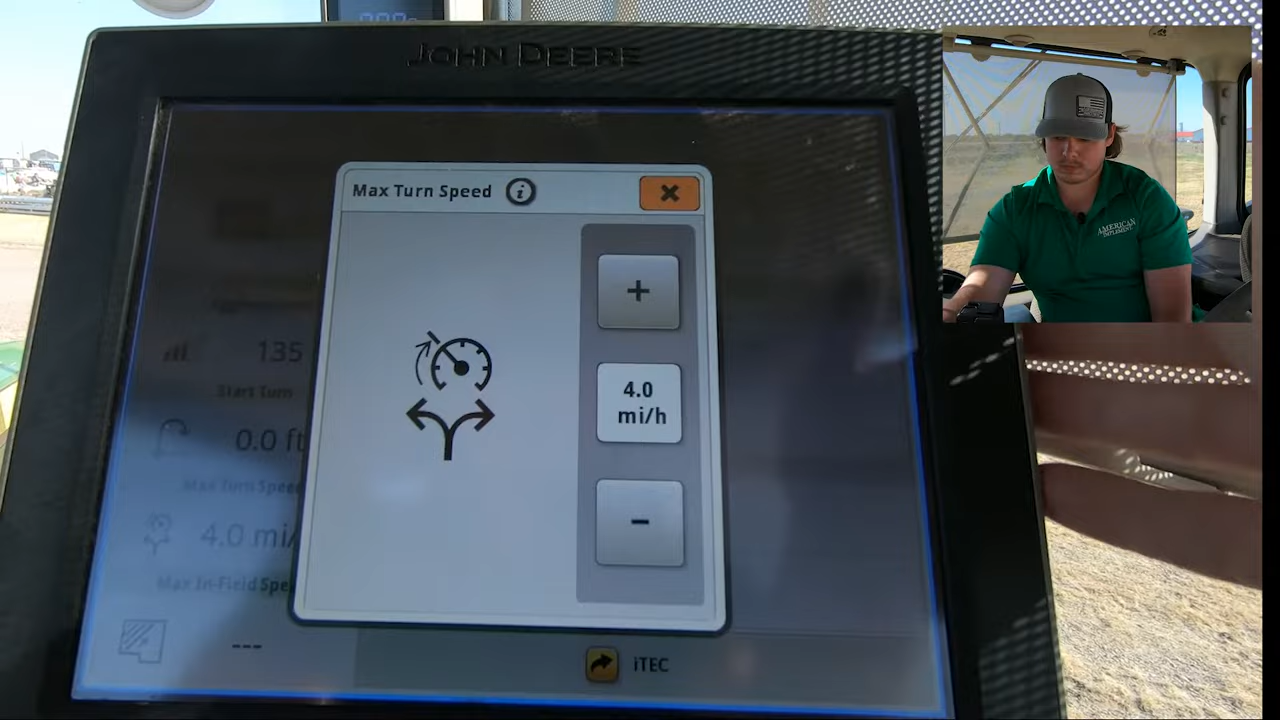 JOHN DEERE
Max Turn Speed
+
4.0
mi/h
-
135
Start Turn
0.0 ft
Max Turn Speed
4.0 mi/
Max In-Field Spe
---
iTEC
AMERICAN
IMPLEMENT